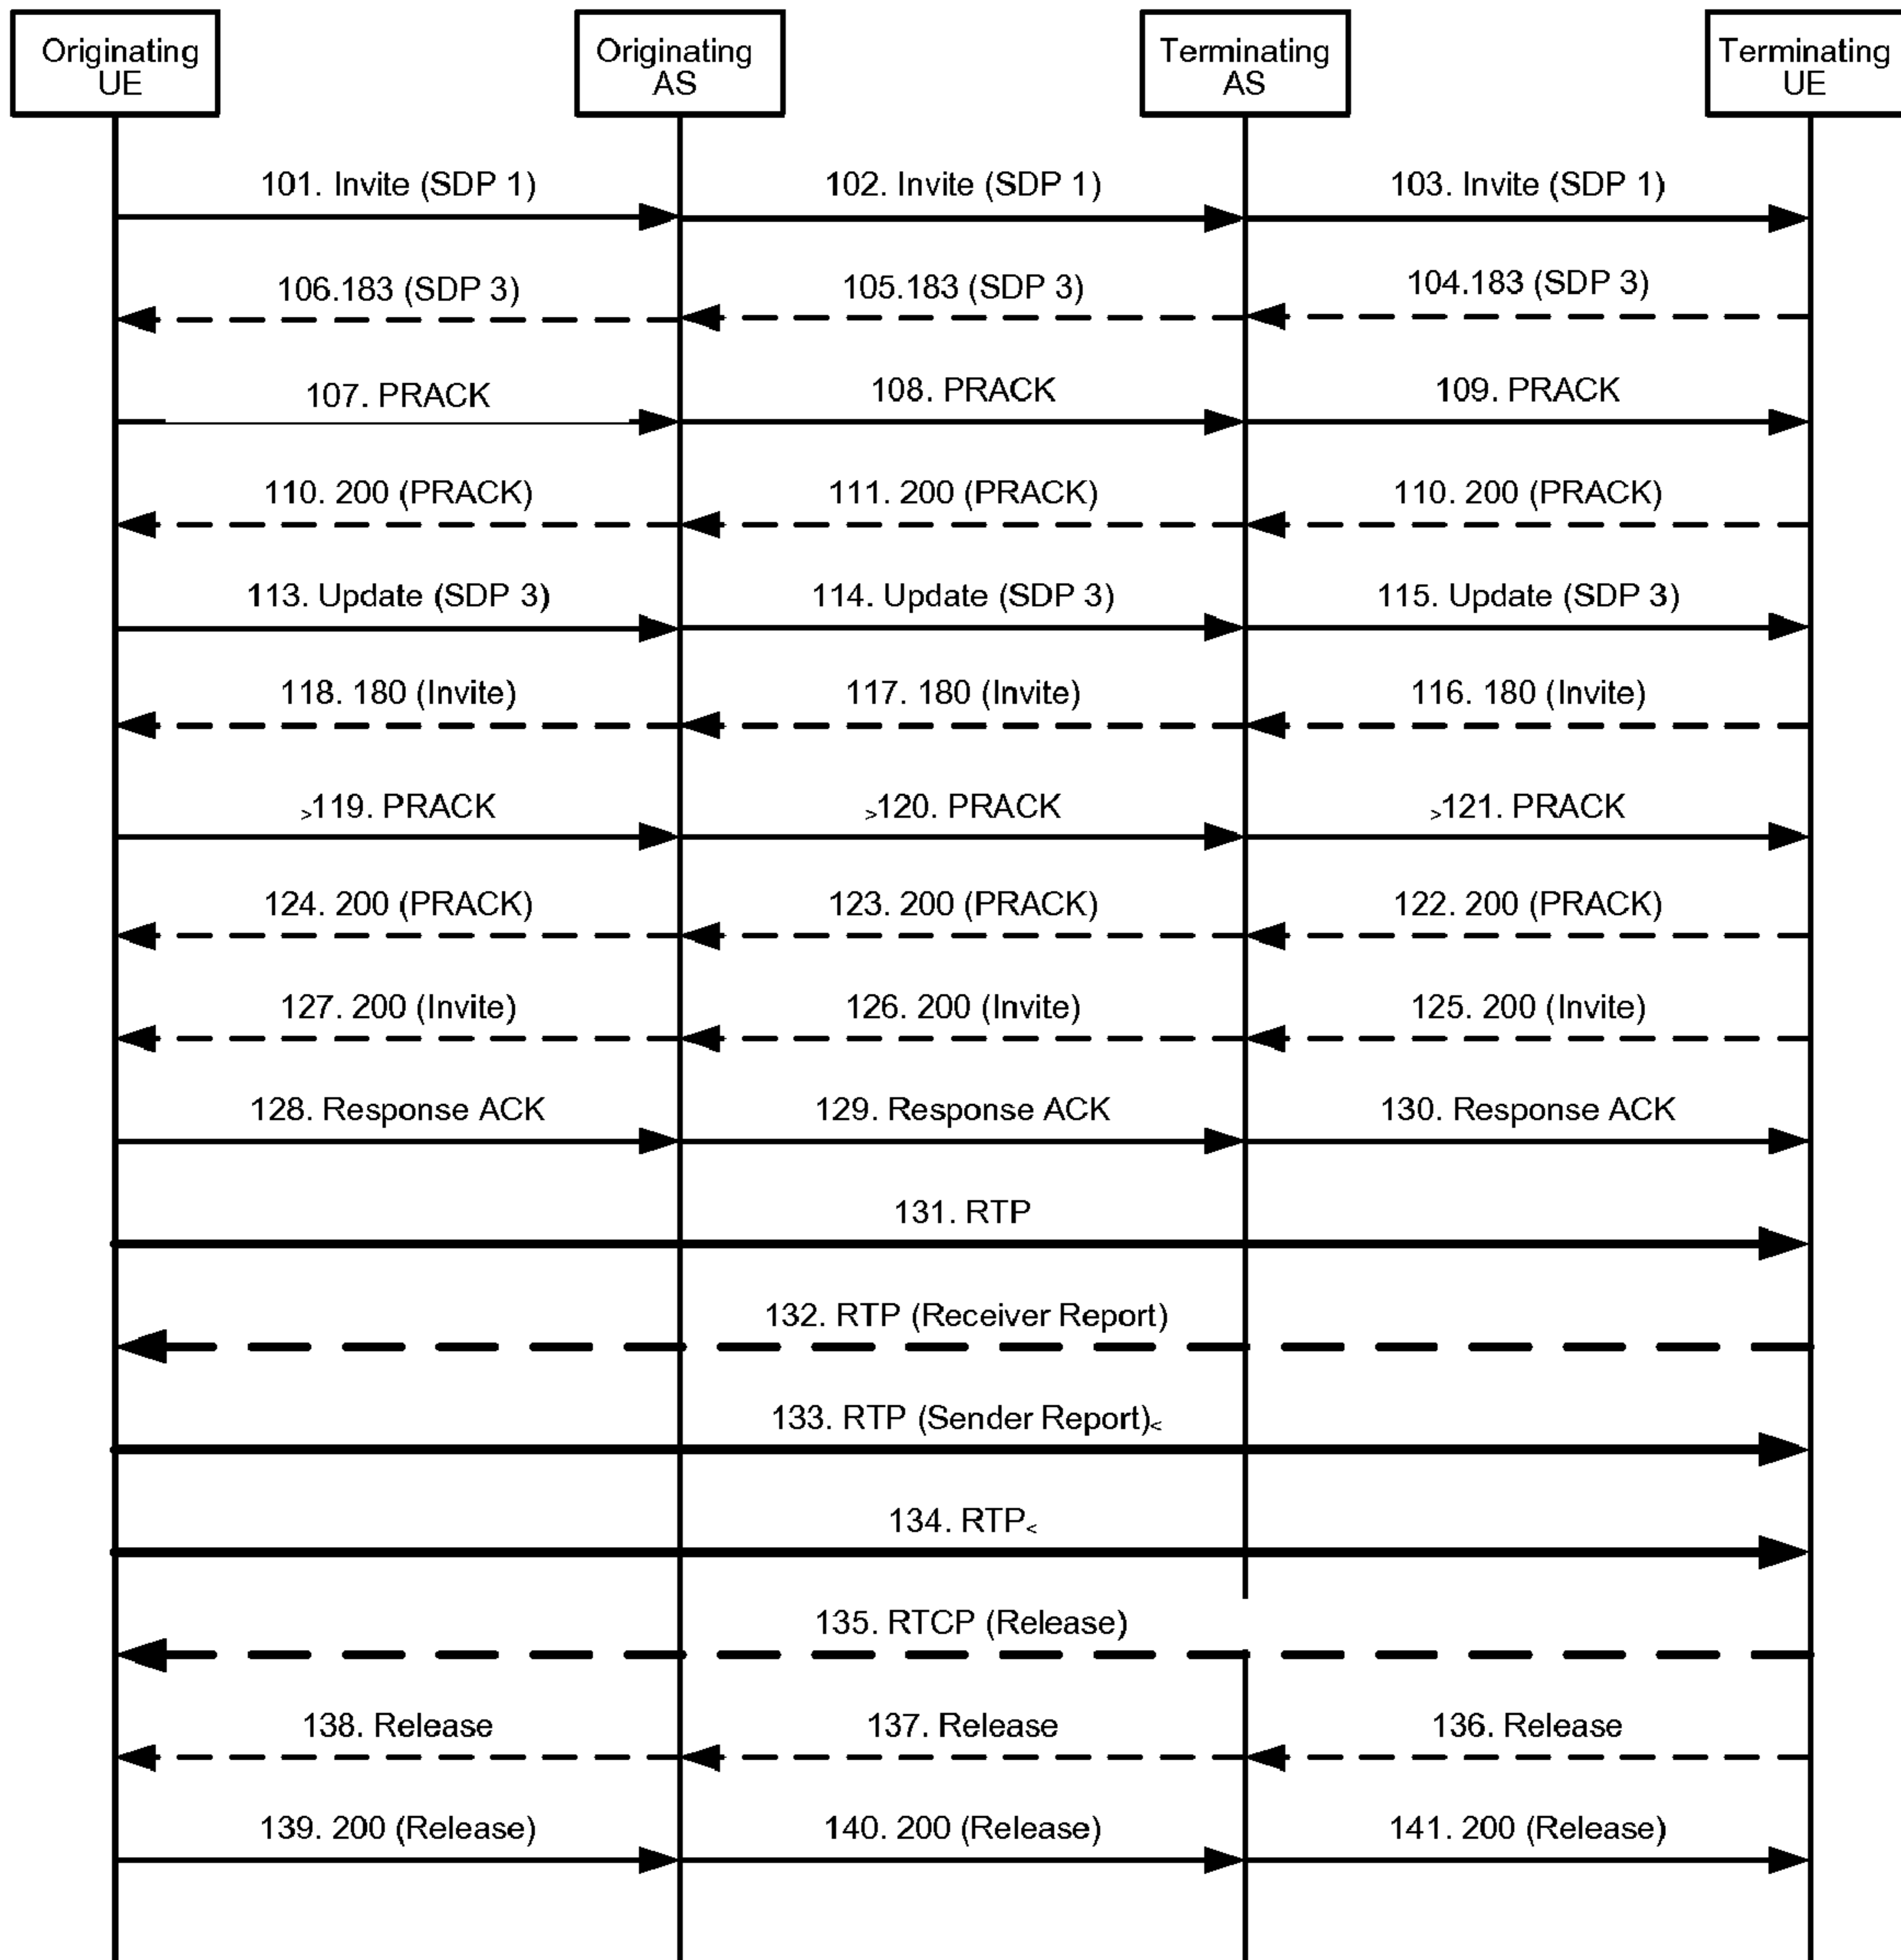 Originating
UE
Originating
AS
Terminating
AS
Terminating
UE
101. Invite (SDP 1)
102. Invite (SDP 1)
103. Invite (SDP 1)
106.183 (SDP 3)
105.183 (SDP 3)
104.183 (SDP 3)
107. PRACK
108. PRACK
109. PRACK
110. 200 (PRACK)
111. 200 (PRACK)
110. 200 (PRACK)
113. Update (SDP 3)
114. Update (SDP 3)
115. Update (SDP 3)
118. 180 (Invite)
117. 180 (Invite)
116. 180 (Invite)
>119. PRACK
>120. PRACK
>121. PRACK
124. 200 (PRACK)
123. 200 (PRACK)
122. 200 (PRACK)
127. 200 (Invite)
126. 200 (Invite)
125. 200 (Invite)
128. Response ACK
129. Response ACK
130. Response ACK
131. RTP
132. RTP (Receiver Report)
133. RTP (Sender Report)<
134. RTP<
135. RTCP (Release)
138. Release
137. Release
136. Release
139. 200 (Release)
140. 200 (Release)
141. 200 (Release)